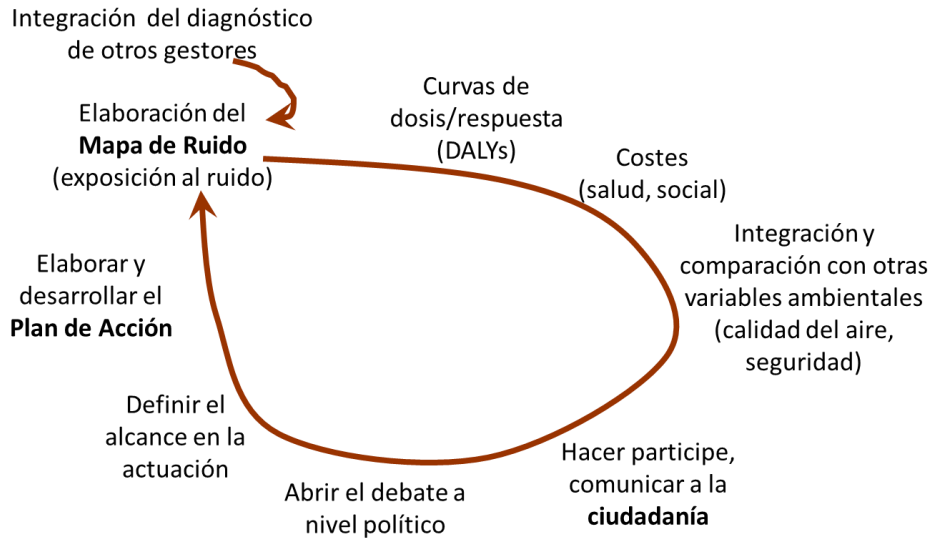 Integración del diagnóstico
de otros gestores
Elaboración del
Mapa de Ruido
(exposición al ruido)
Curvas de
dosis/respuesta
(DALYs)
Costes
(salud, social)
Integración y
comparación con otras
variables ambientales
(calidad del aire,
seguridad)
Hacer participe,
comunicar a la
ciudadanía
Abrir el debate a
nivel político
Definir el
alcance en la
actuación
Elaborar y
desarrollar el
Plan de Acción